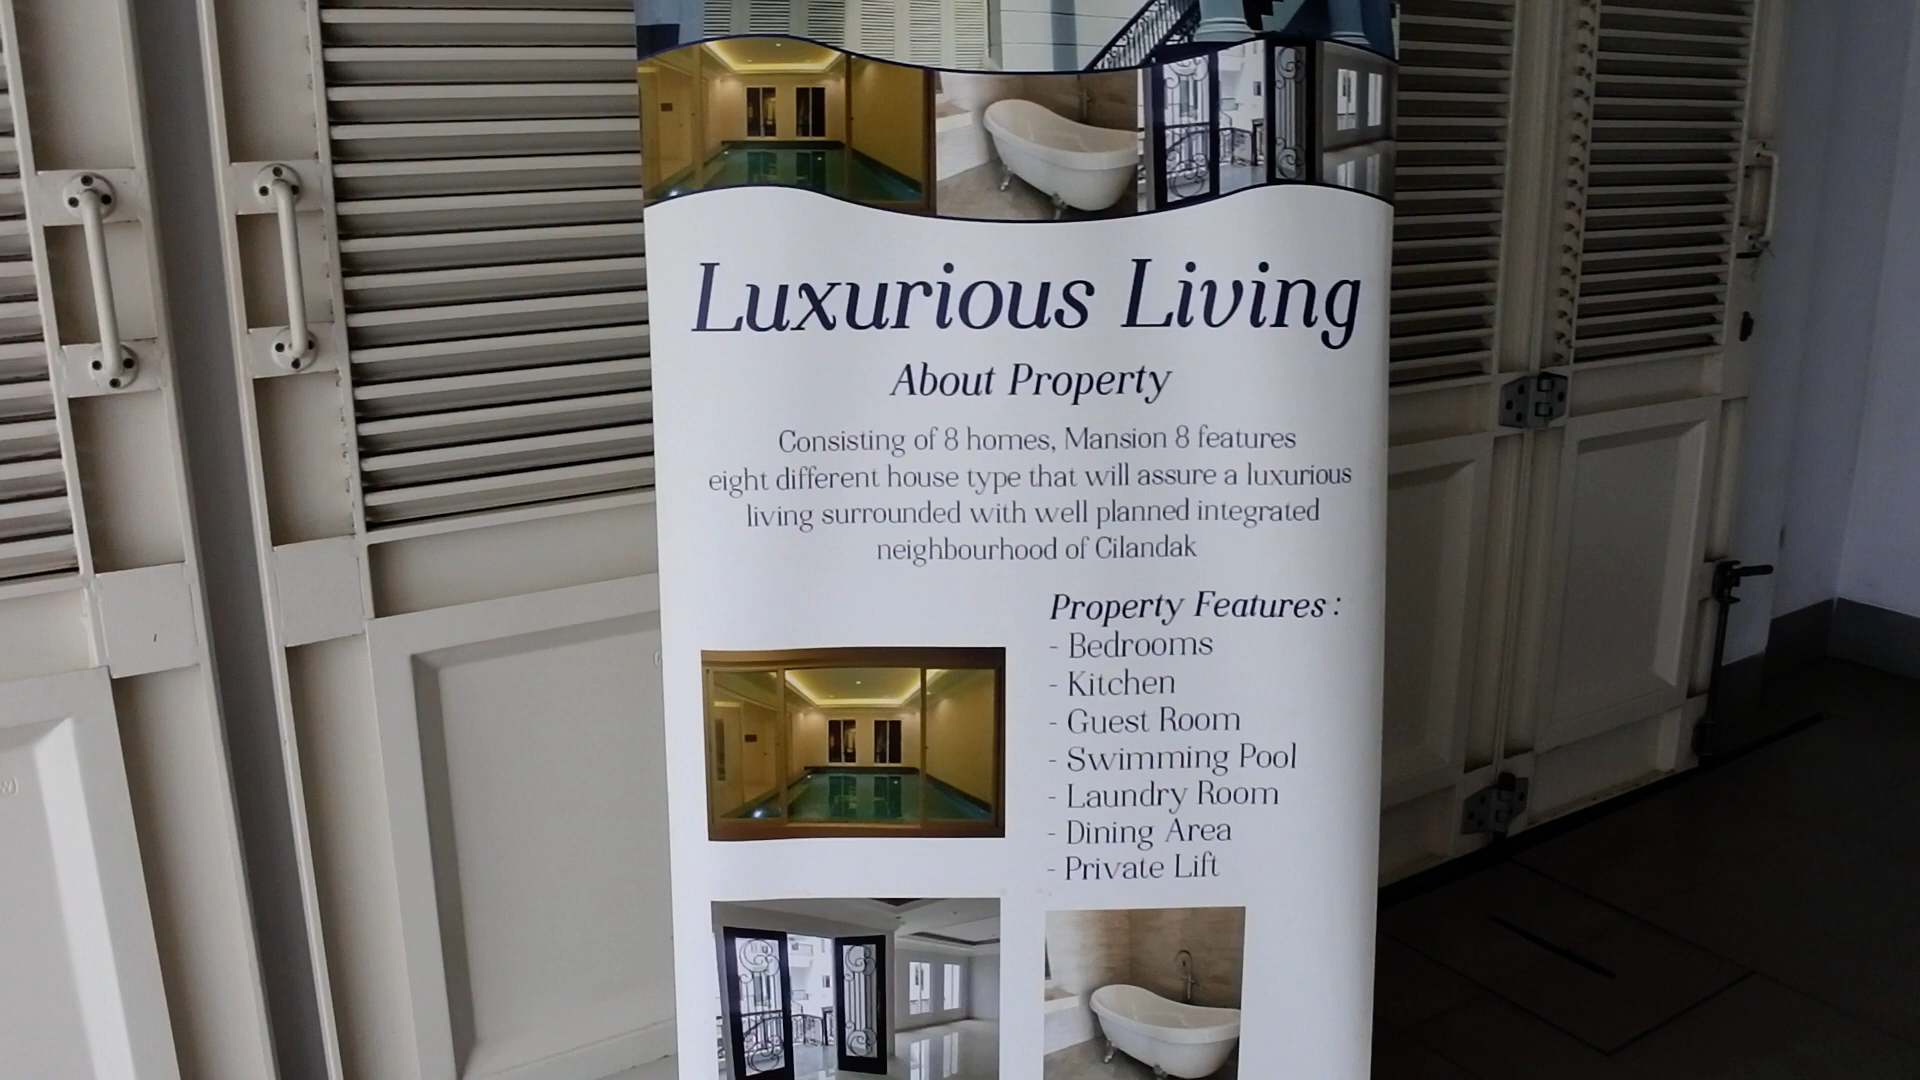 Luxurious Living
About Property
Consisting of 8 homes, Mansion 8 features
eight different house type that will assure a luxurious
living surrounded with well planned integrated
neighbourhood of Cilandak
Property Features :
- Bedrooms
- Kitchen
- Guest Room
- Swimming Pool
- Laundry Room
- Dining Area
- Private Lift